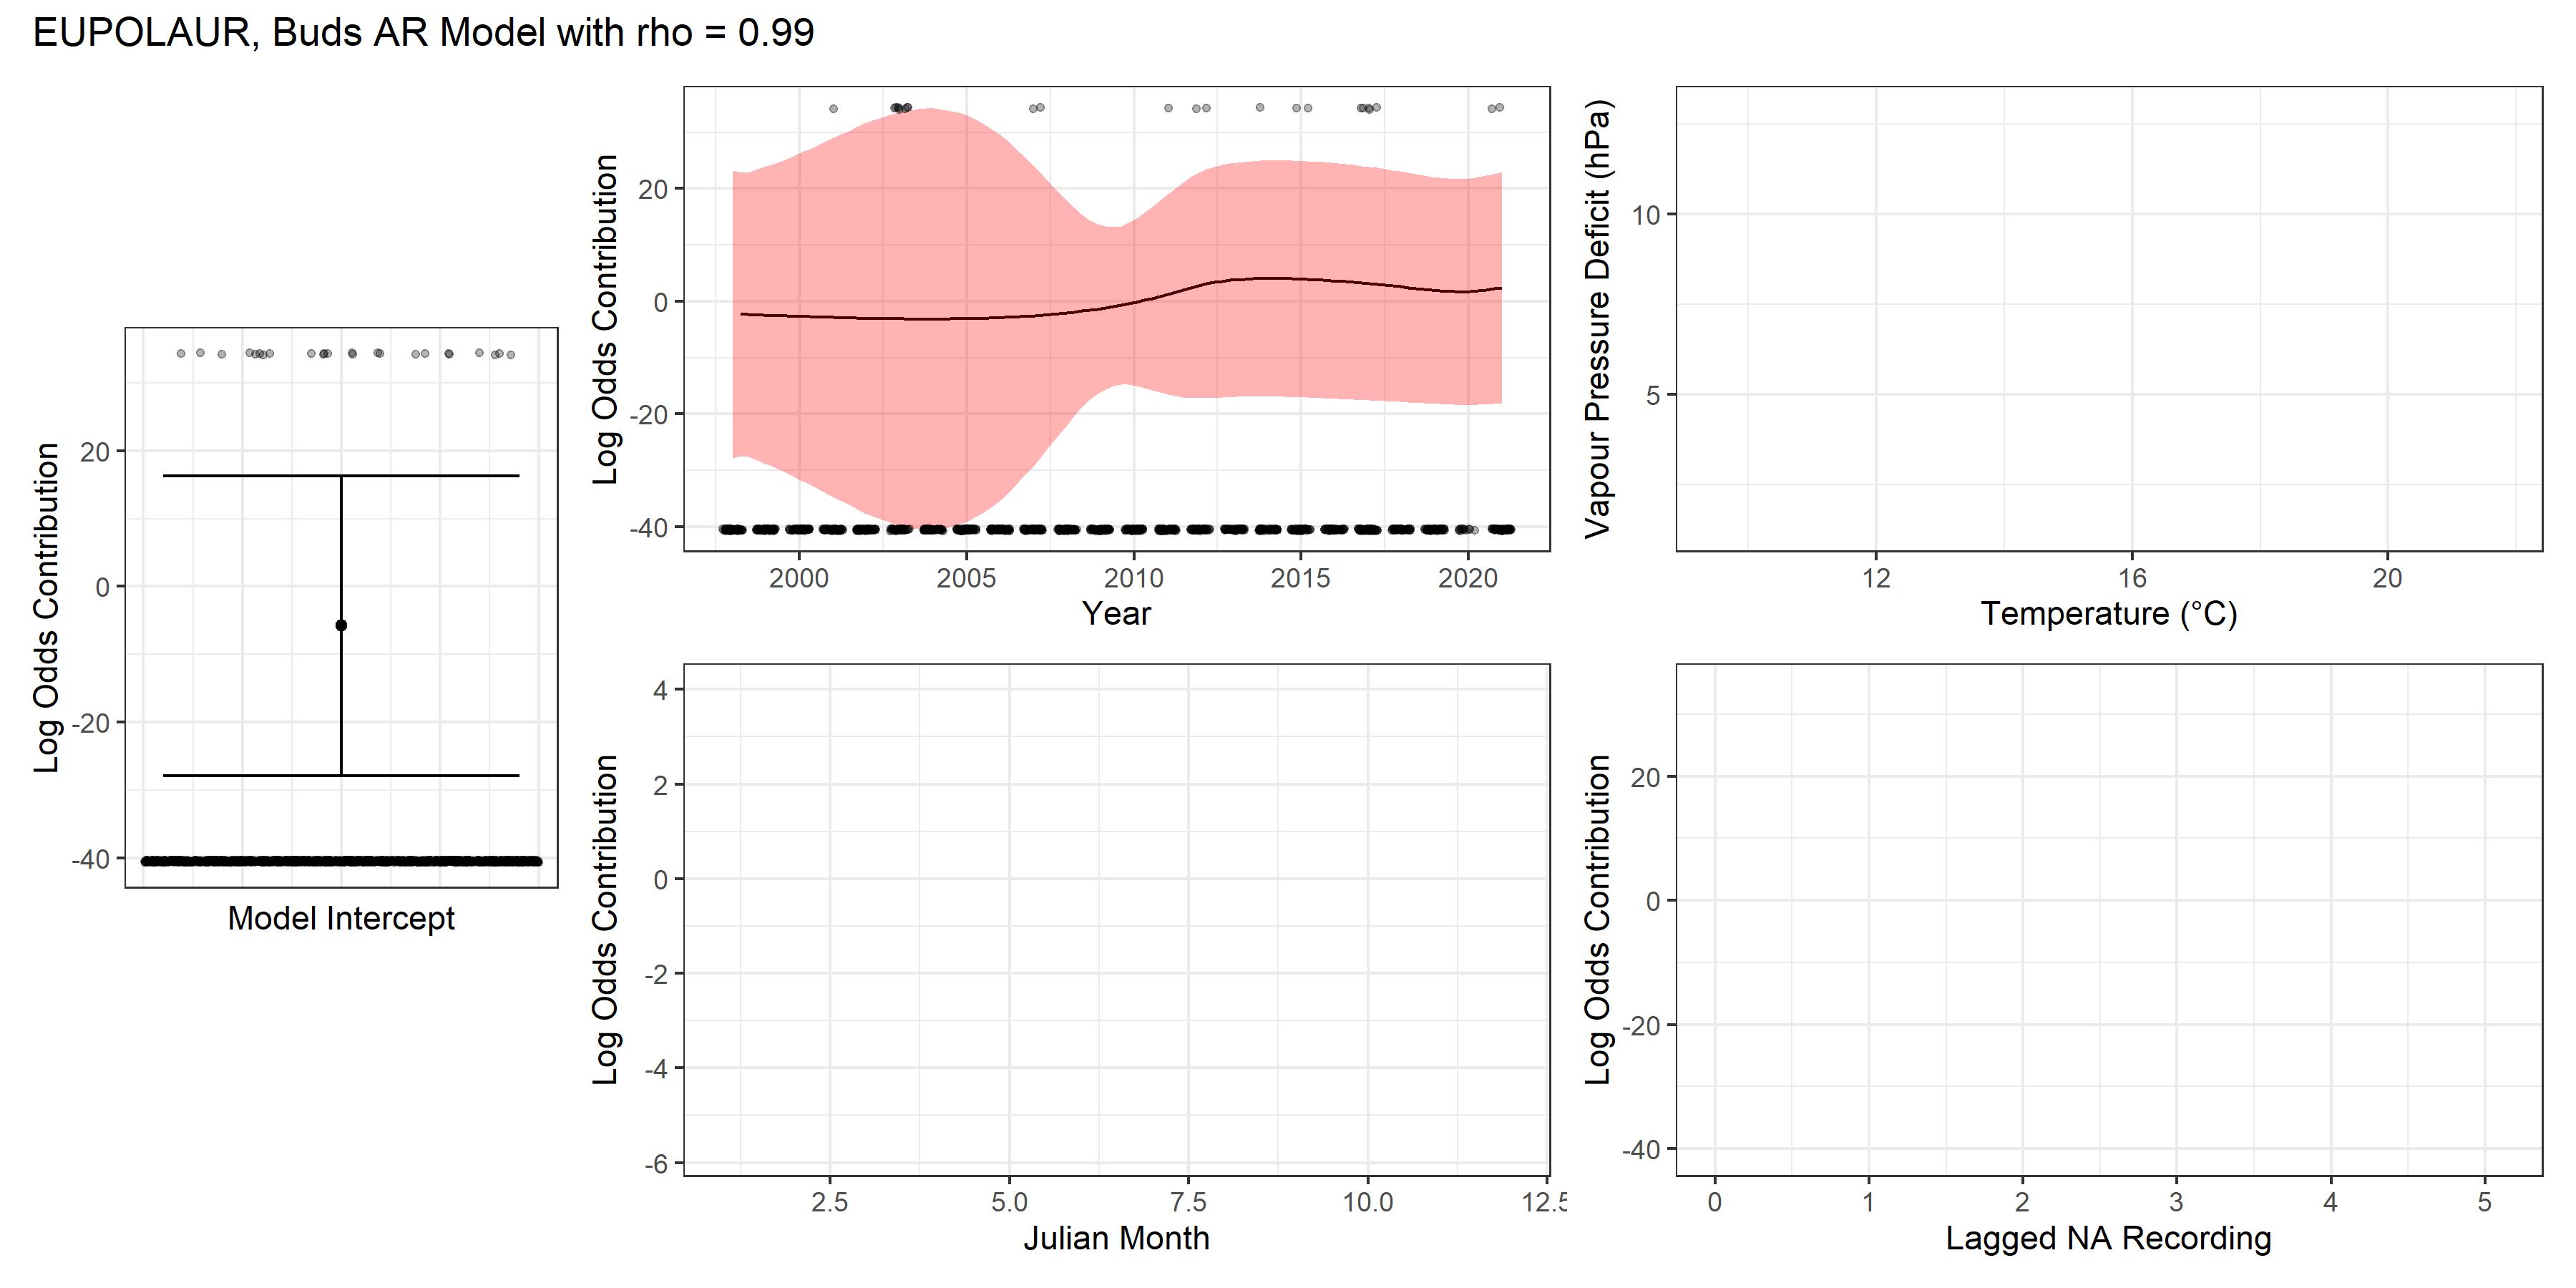 EUPOLAUR, Buds AR Model with rho = 0.99
Log Odds Contribution
20
0
-20
-40
Model Intercept
Log Odds Contribution
20
0
-20
-40
2000 2005 2010 2015 2020
Year
Vapour Pressure Deficit (hPa)
10
5
12 16 20
Temperature (°C)
Log Odds Contribution
4
2
0
-2
-4
-6
2.5 5.0 7.5 10.0 12.5
Julian Month
Log Odds Contribution
20
0
-20
-40
0 1 2 3 4 5
Lagged NA Recording